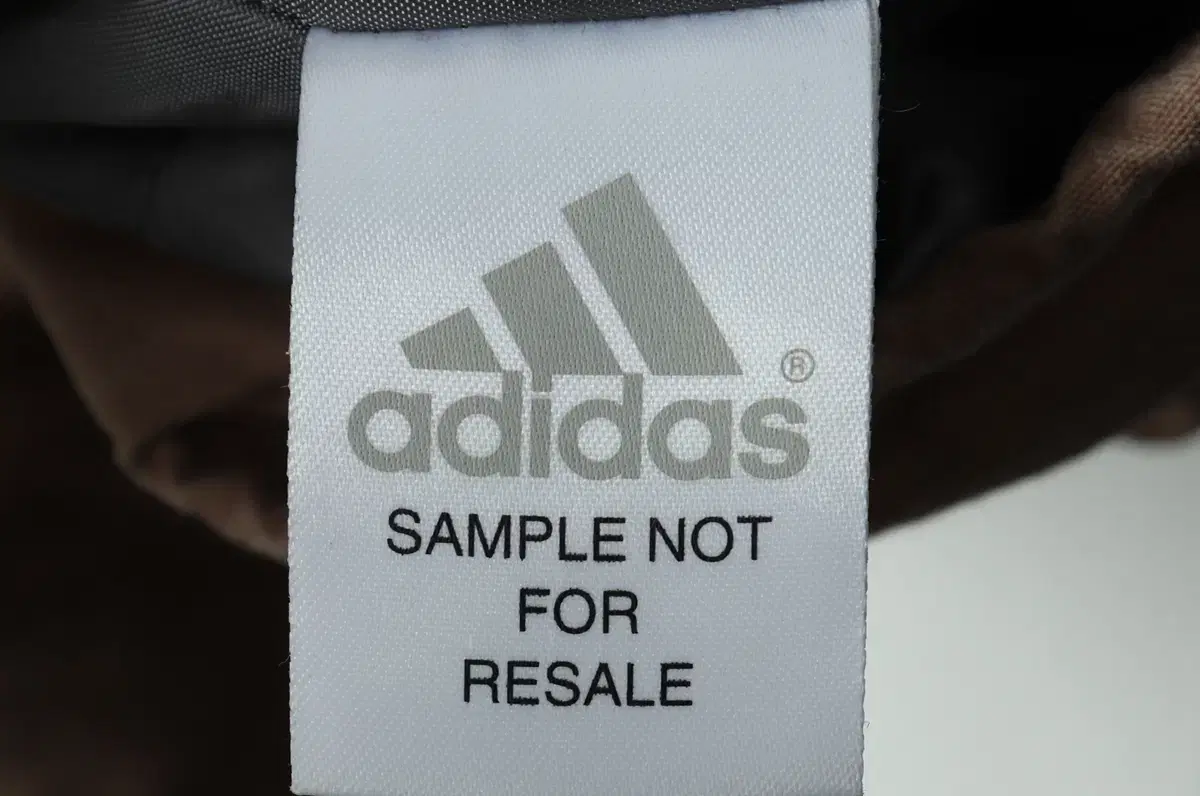 ®
adidas
SAMPLE NOT
FOR
RESALE